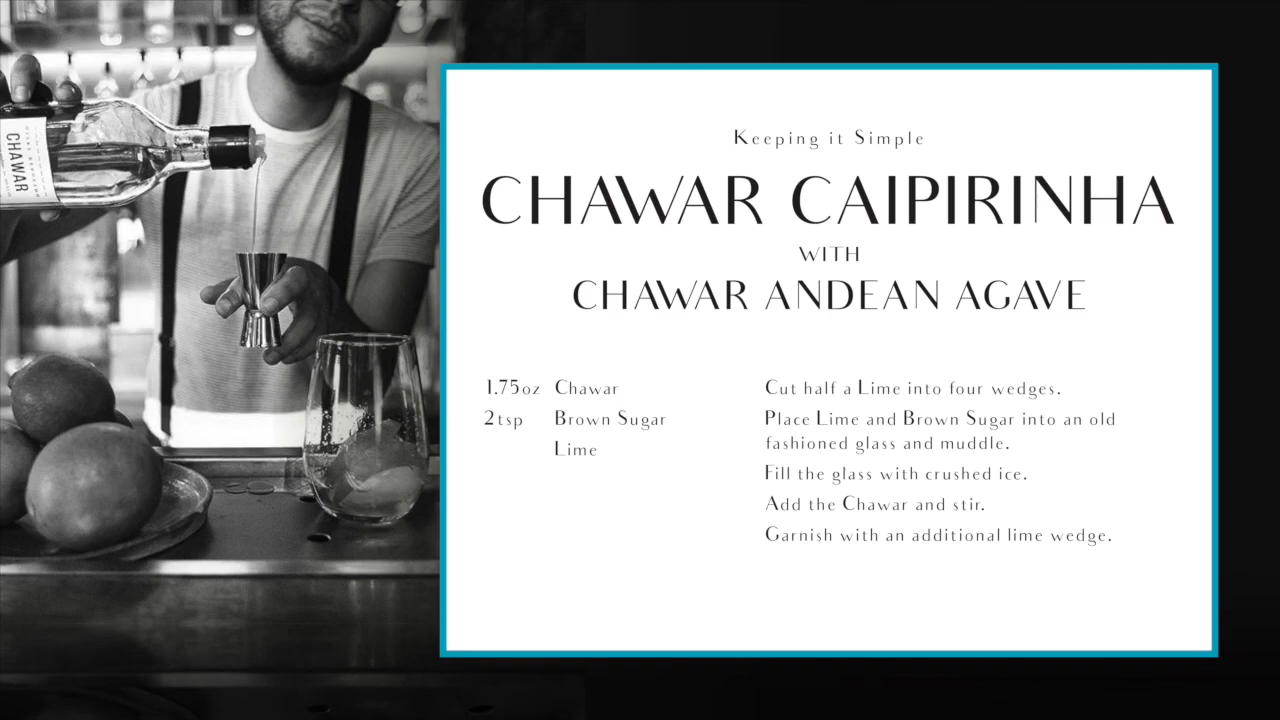 CHAWAR
Keeping it Simple
CHAWAR CAIPIRINHA
WITH
CHAWAR ANDEAN AGAVE
1.75oz Chawar
2tsp Brown Sugar
Lime
Cut half a Lime into four wedges.
Place Lime and Brown Sugar into an old
fashioned glass and muddle.
Fill the glass with crushed ice.
Add the Chawar and stir.
Garnish with an additional lime wedge.